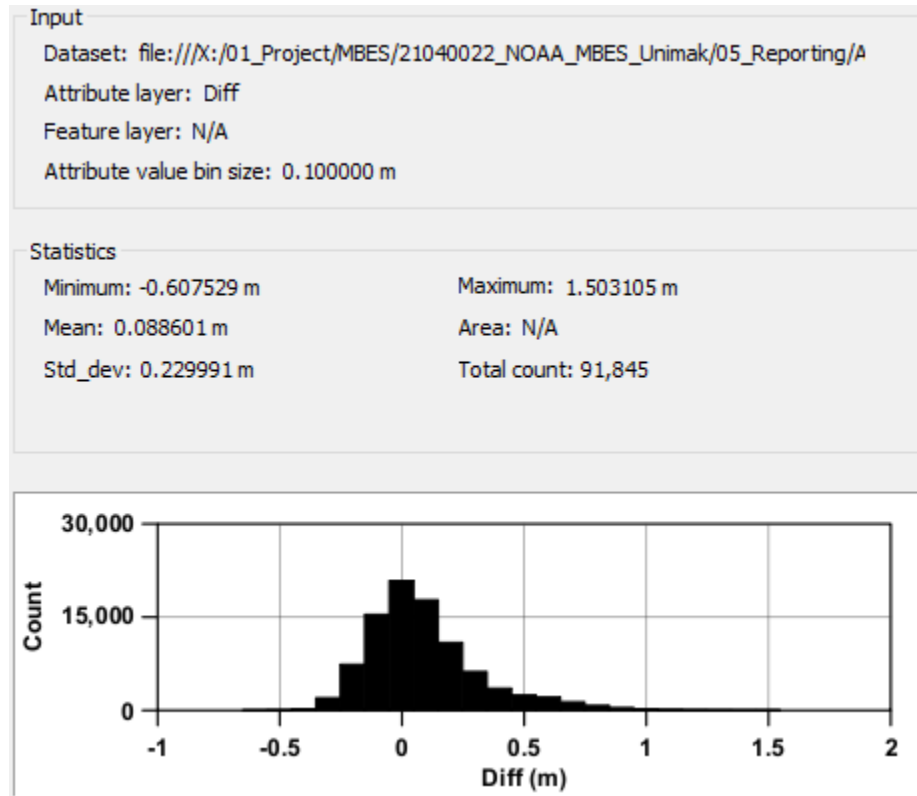 Input
Dataset: file:///X:/01_Project/MBES/21040022_NOAA_MBES_Unimak/05_Reporting/A
Attribute layer: Diff
Feature layer: N/A
Attribute value bin size: 0.100000 m
Statistics
Minimum: -0.607529 m Maximum: 1.503105 m
Mean: 0.088601 m Area: N/A
Std_dev: 0.229991 m Total count: 91,845
30,000
Count
15,000
0
-1 -0.5 0 0.5 1 1.5 2
Diff (m)